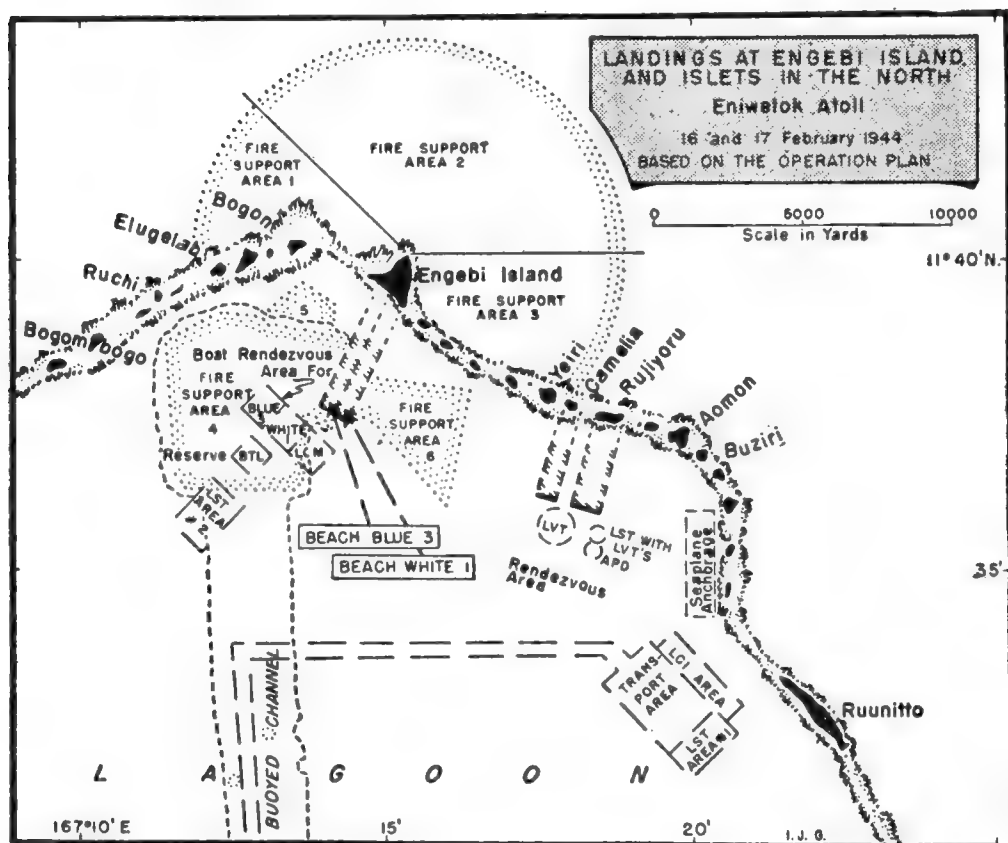 LANDINGS AT ENGEBI ISLAND
AND ISLETS IN THE NORTH
Eniwetok Atoll
16 and 17 February 1944
BASED ON THE OPERATION PLAN
0 5000 10000
Scale in Yards
FIRE
SUPPORT
AREA 1
FIRE SUPPORT
AREA 2
Bogon
Elugelab
Ruchi
Bogombogo
Engebi Island
FIRE SUPPORT
AREA 3
11° 40' N.
5
Boat Rendezvous
Area For
FIRE
SUPPORT
AREA
4
BLUE
WHITE
LCM
Reserve
BTL
LST
AREA
# 2
FIRE
SUPPORT
AREA
6
Yeiri
Camelia
Rujiyoru
Aomon
Buziri
BEACH BLUE 3
BEACH WHITE 1
LVT
LST WITH
LVT'S
APD
Rendezvous
Area
Seaplane
Anchorage
35'
TRANS-
PORT
AREA
LCI AREA
LST
AREA #1
Ruunitto
BUOYED CHANNEL
LAGOON
167°10' E
15'
20'
I.J.G.